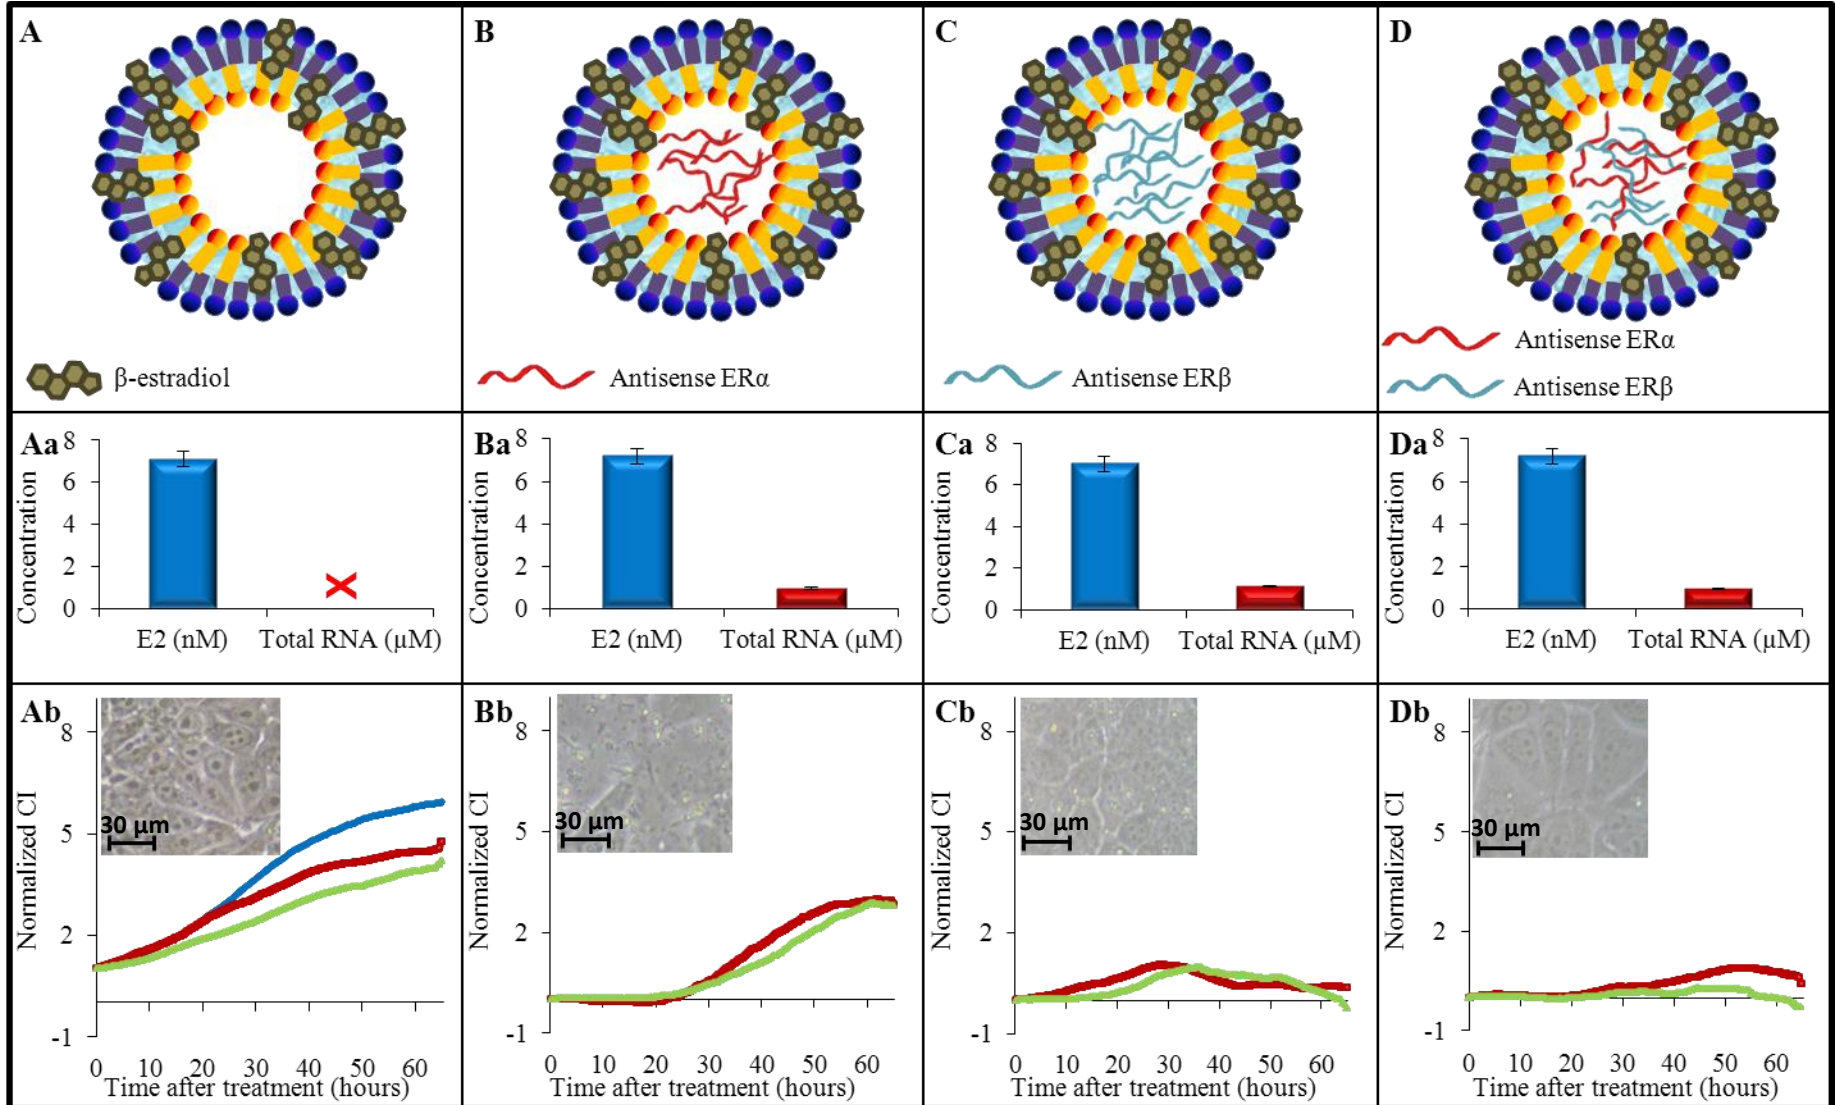 A
B
C
D
β-estradiol
Antisense ERα
Antisense ERβ
Antisense ERα
Antisense ERβ
Aa
8
6
4
2
0
Concentration
E2 (nM)
Total RNA (µM)
Ba
8
6
4
2
0
Concentration
E2 (nM)
Total RNA (µM)
Ca
8
6
4
2
0
Concentration
E2 (nM)
Total RNA (µM)
Da
8
6
4
2
0
Concentration
E2 (nM)
Total RNA (µM)
Ab
8
5
2
-1
Normalized CI
30 µm
0 10 20 30 40 50 60
Time after treatment (hours)
Bb
8
5
2
-1
Normalized CI
30 µm
0 10 20 30 40 50 60
Time after treatment (hours)
Cb
8
5
2
-1
Normalized CI
30 µm
0 10 20 30 40 50 60
Time after treatment (hours)
Db
8
5
2
-1
Normalized CI
30 µm
0 10 20 30 40 50 60
Time after treatment (hours)